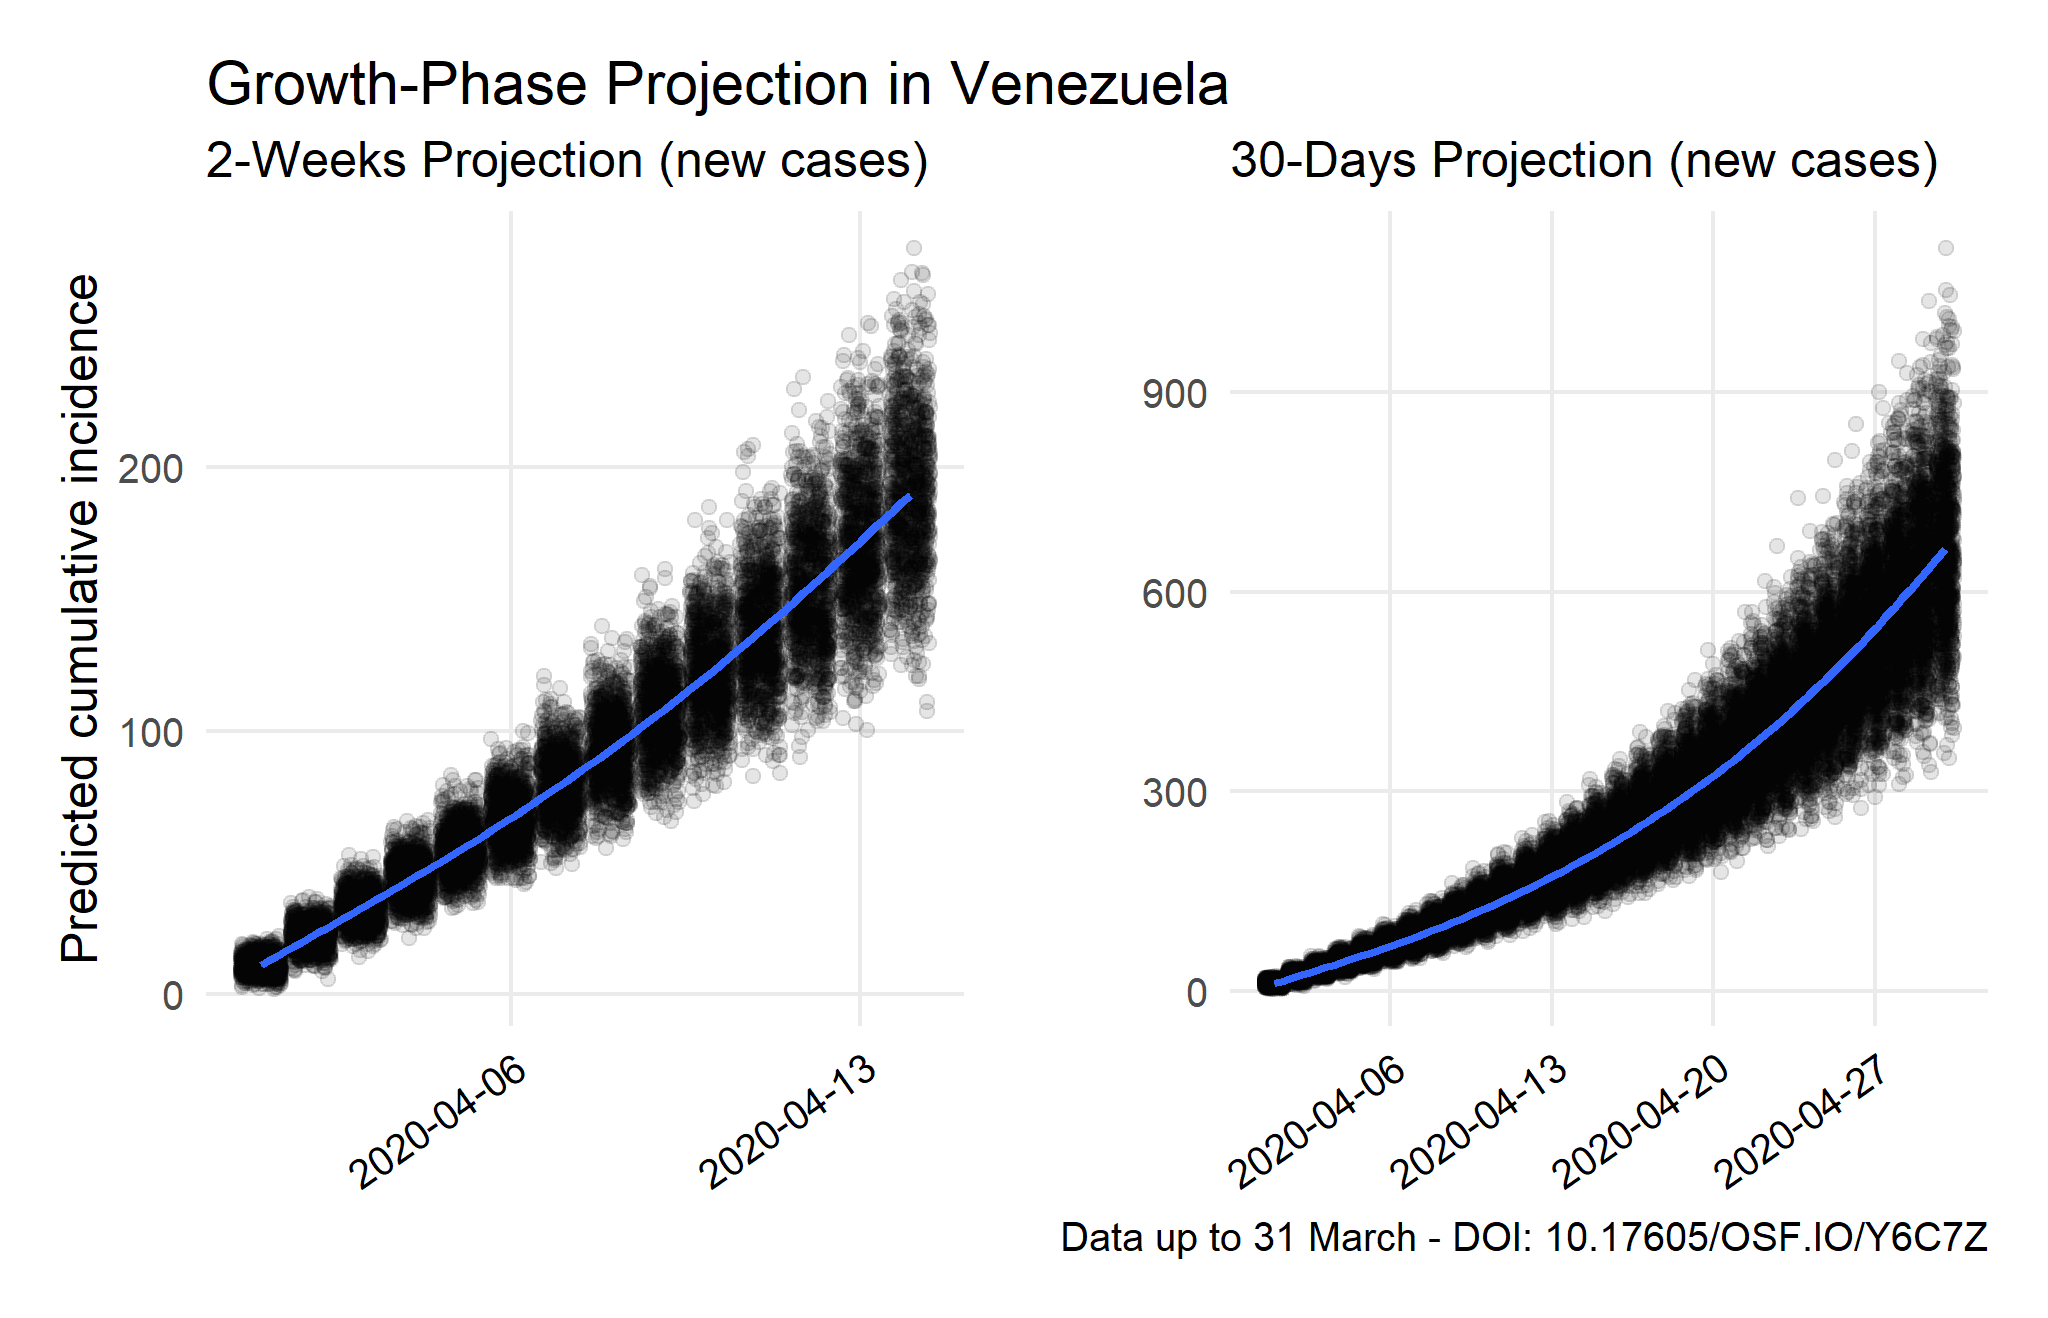 Growth-Phase Projection in Venezuela
2-Weeks Projection (new cases)
30-Days Projection (new cases)
Predicted cumulative incidence
200
100
0
900
600
300
0
2020-04-06
2020-04-13
2020-04-06
2020-04-13
2020-04-20
2020-04-27
Data up to 31 March - DOI: 10.17605/OSF.IO/Y6C7Z